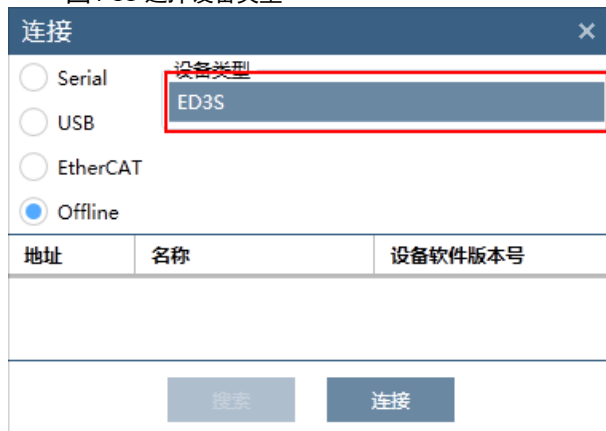 连接
Serial
设备类型
ED3S
USB
EtherCAT
Offline
地址 名称 设备软件版本号
搜索 连接